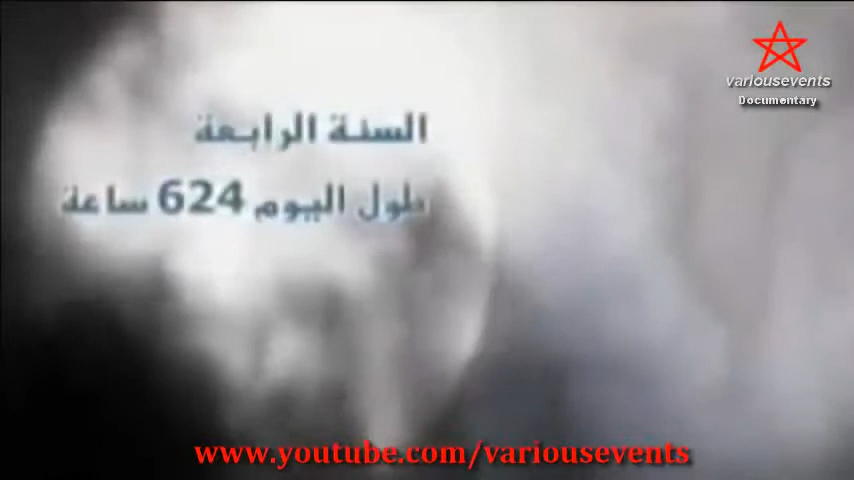 variousevents
Documentary
السنة الرابعة
طول اليوم 624 ساعة
www.youtube.com/variousevents